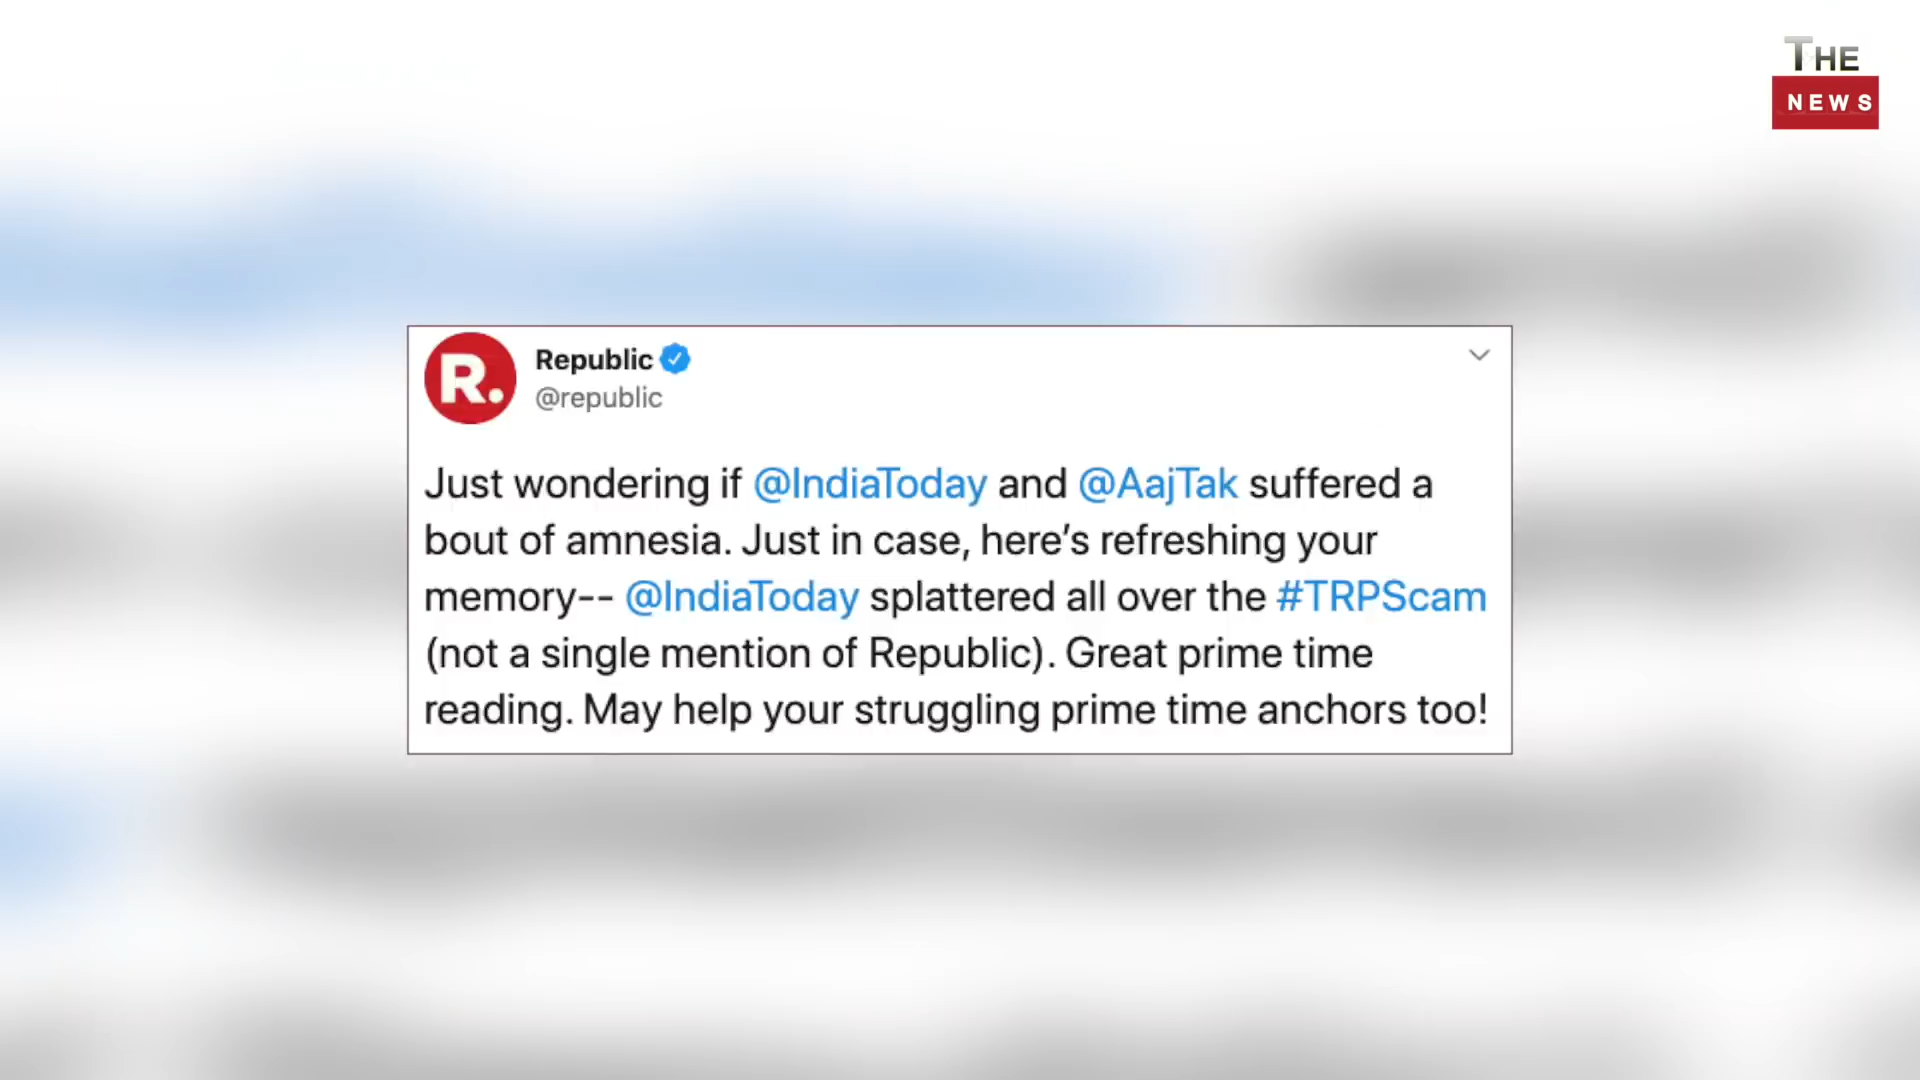 THE
NEWS
R.
Republic
@republic
Just wondering if @IndiaToday and @AajTak suffered a
bout of amnesia. Just in case, here’s refreshing your
memory-- @IndiaToday splattered all over the #TRPScam
(not a single mention of Republic). Great prime time
reading. May help your struggling prime time anchors too!